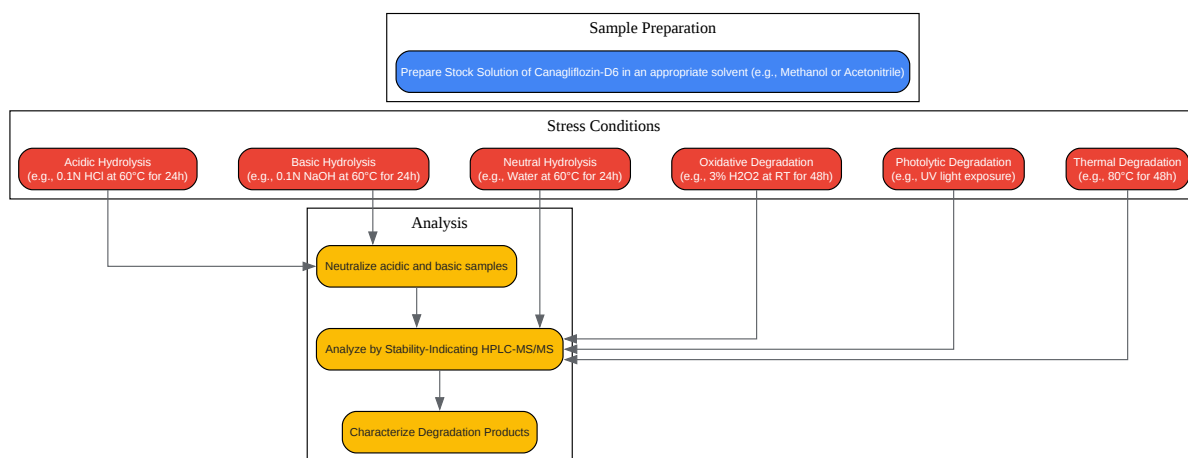 Sample Preparation
Prepare Stock Solution of Canagliflozin-D6 in an appropriate solvent (e.g., Methanol or Acetonitrile)
Stress Conditions
Acidic Hydrolysis
(e.g., 0.1N HCl at 60°C for 24h)
Basic Hydrolysis
(e.g., 0.1N NaOH at 60°C for 24h)
Neutral Hydrolysis
(e.g., Water at 60°C for 24h)
Oxidative Degradation
(e.g., 3% H2O2 at RT for 48h)
Photolytic Degradation
(e.g., UV light exposure)
Thermal Degradation
(e.g., 80°C for 48h)
Analysis
Neutralize acidic and basic samples
Analyze by Stability-Indicating HPLC-MS/MS
Characterize Degradation Products